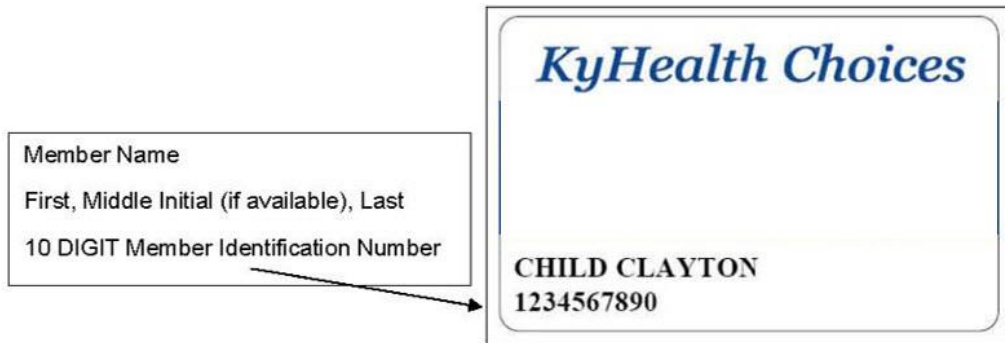 KyHealth Choices
Member Name
First, Middle Initial (if available), Last
10 DIGIT Member Identification Number
CHILD CLAYTON
1234567890